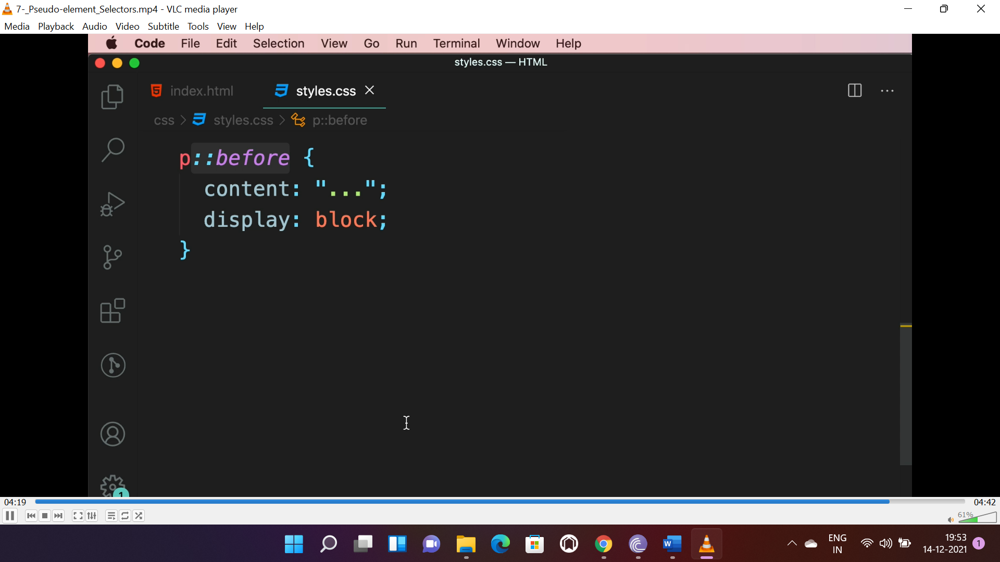 7-_Pseudo-element_Selectors.mp4 - VLC media player
Media Playback Audio Video Subtitle Tools View Help
Code File Edit Selection View Go Run Terminal Window Help
styles.css — HTML
index.html styles.css
css > styles.css > p::before
p::before {
content: "...";
display: block;
}
1
04:19 04:42
61%
ENG
IN
19:53
14-12-2021
1